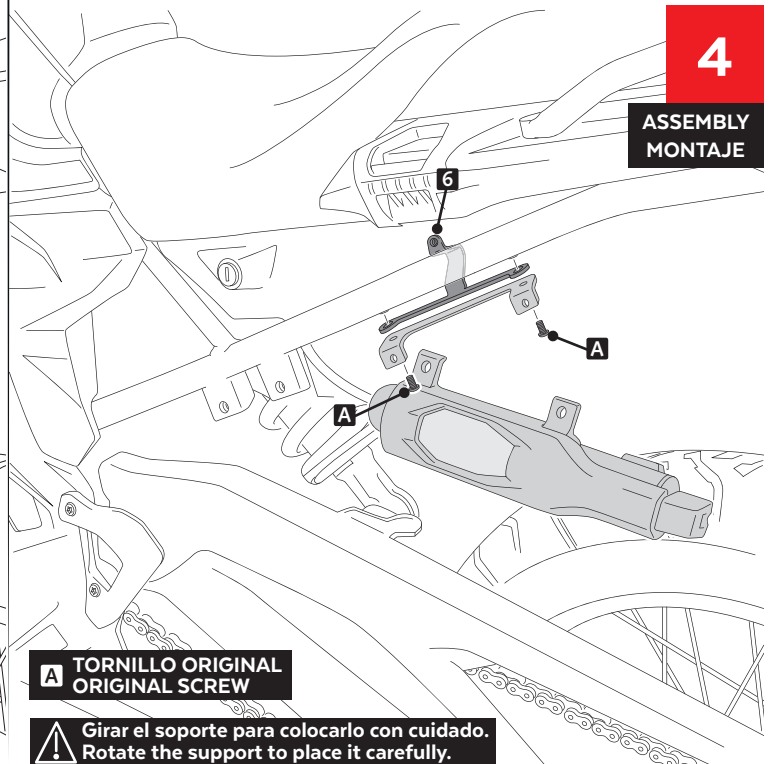 4
ASSEMBLY
MONTAJE
6
A
A
A TORNILLO ORIGINAL
ORIGINAL SCREW
Girar el soporte para colocarlo con cuidado.
Rotate the support to place it carefully.